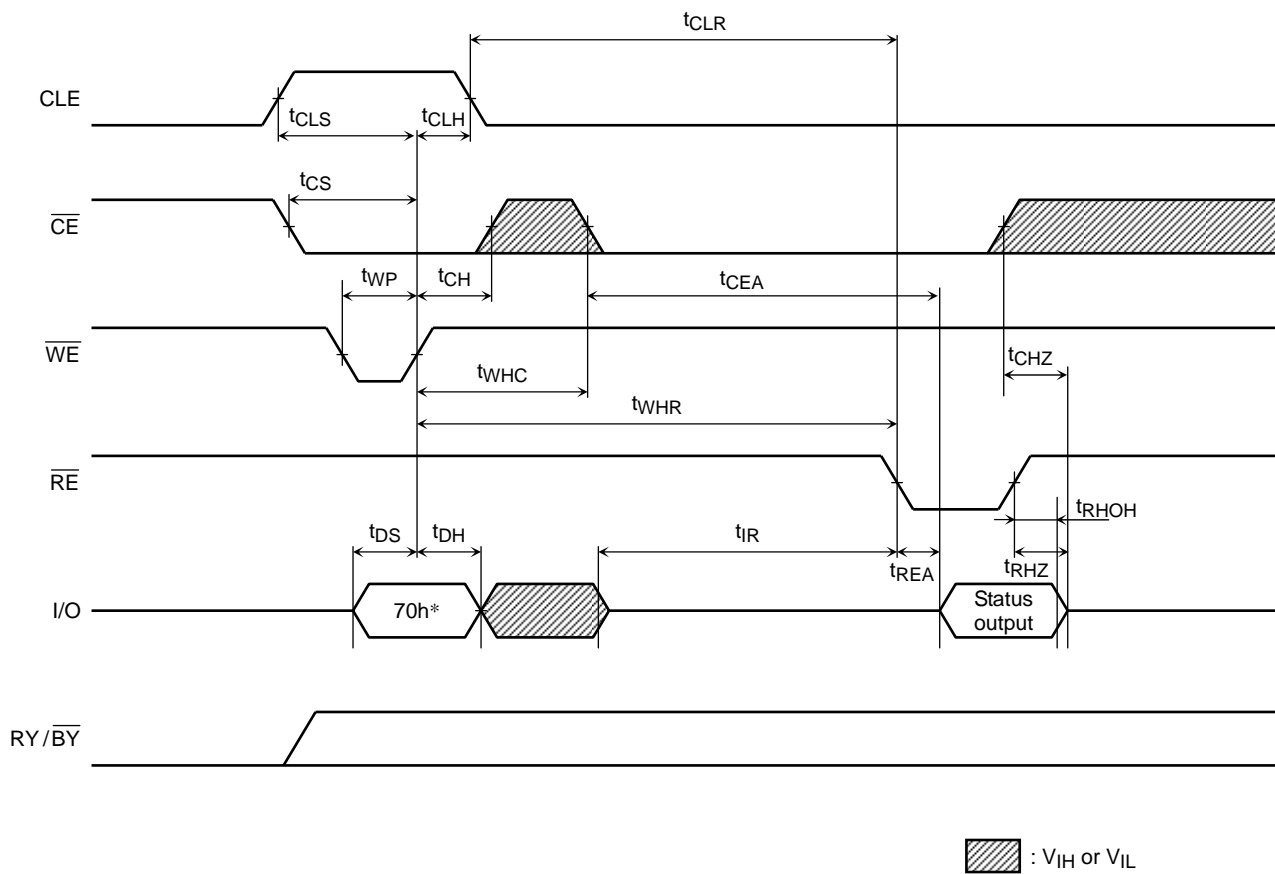 tCLR
CLE
tCLS
tCLH
tCS
CE
tWP
tCH
tCEA
WE
tCHZ
tWHC
tWHR
RE
tRHOH
tDS
tDH
tIR
tREA
tRHZ
I/O
70h*
Status
output
RY/BY
: VIH or VIL